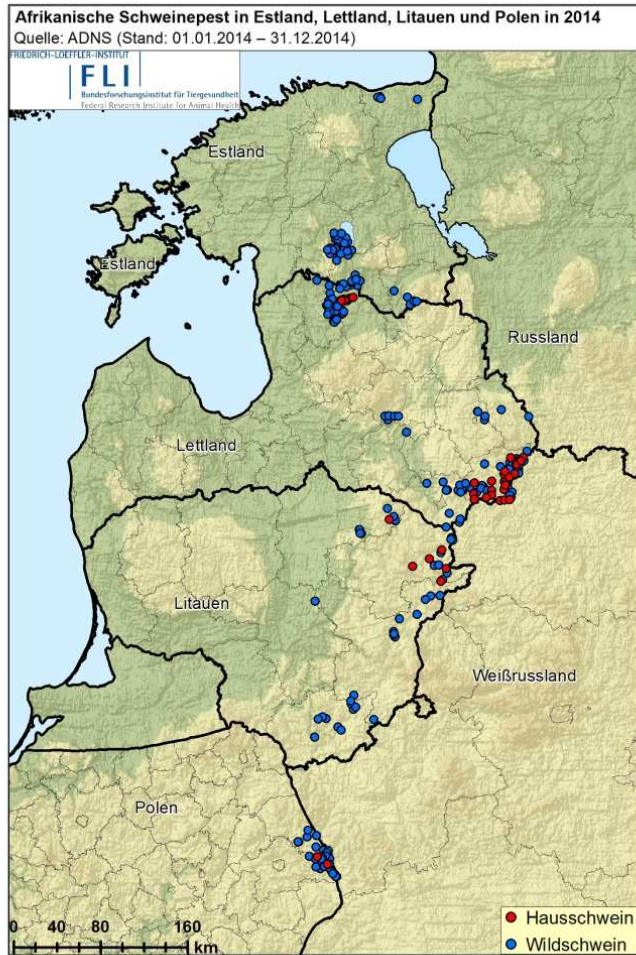 Afrikanische Schweinepest in Estland, Lettland, Litauen und Polen in 2014
Quelle: ADNS (Stand: 01.01.2014 – 31.12.2014)
FRIEDRICH-LOEFFLER-INSTITUT
FLI
Bundesforschungsinstitut für Tiergesundheit
Federal Research Institute for Animal Health
Estland
Estland
Russland
Lettland
Litauen
Weißrussland
Polen
0 40 80 160
km
Hausschwein
Wildschwein